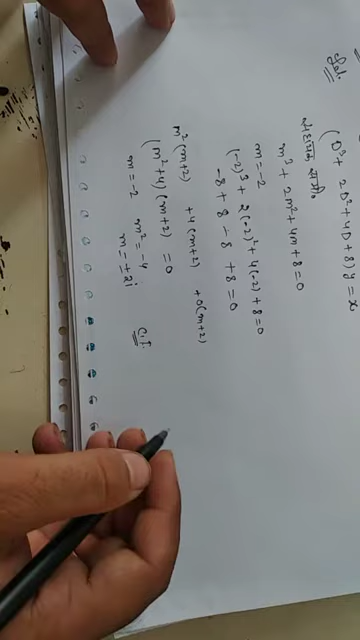 Sol.
(D³ + 2D² + 4D + 8) y = x
सहायक समी०
m³ + 2m² + 4m + 8 = 0
m = -2
(-2)³ + 2(-2)² + 4(-2) + 8 = 0
-8 + 8 - 8 + 8 = 0
m²(m+2) + 4(m+2) + 0(m+2)
(m²+4) (m+2) = 0
m = -2 m² = -4
m = ±2i
C.F.